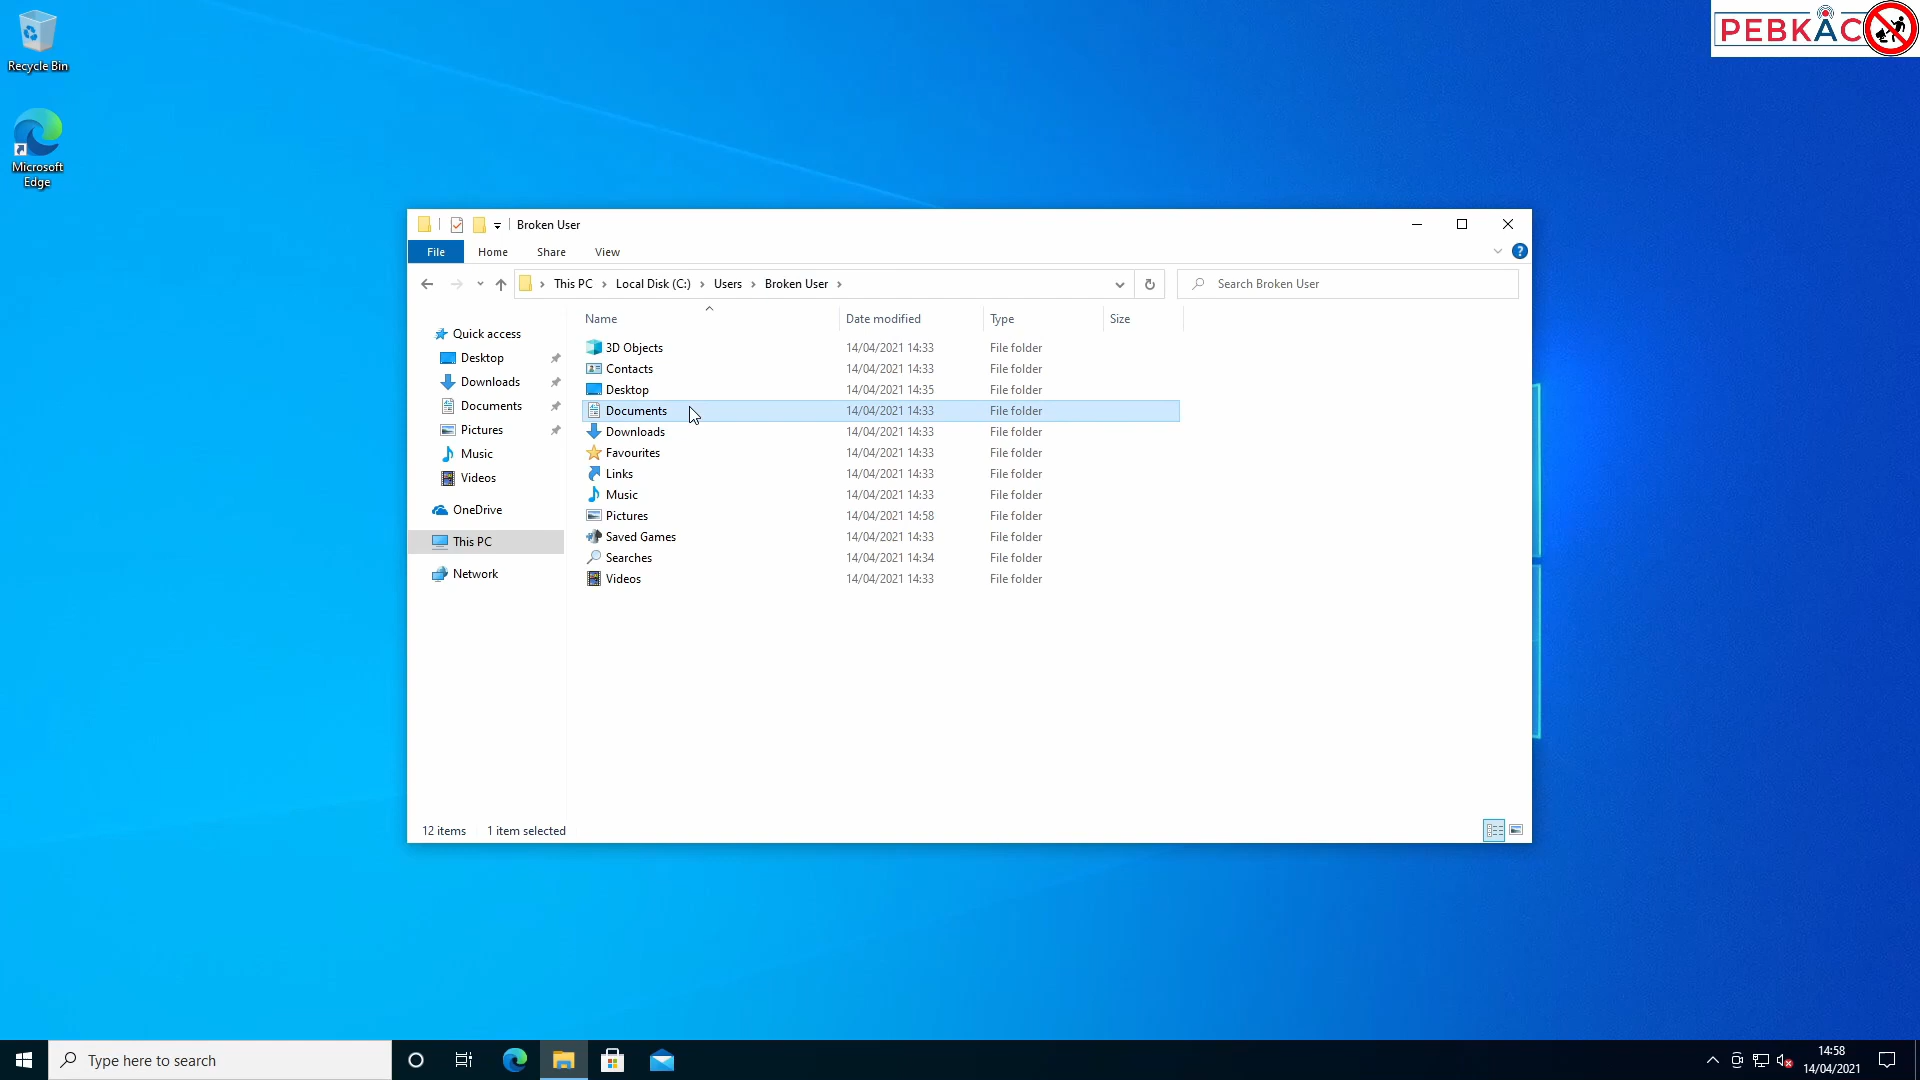 Recycle Bin
Microsoft
Edge
PEBKAC
Broken User
File Home Share View
This PC Local Disk (C:) Users Broken User
Search Broken User
Name Date modified Type Size
Quick access
Desktop
Downloads
Documents
Pictures
Music
Videos
OneDrive
This PC
Network
3D Objects 14/04/2021 14:33 File folder
Contacts 14/04/2021 14:33 File folder
Desktop 14/04/2021 14:35 File folder
Documents 14/04/2021 14:33 File folder
Downloads 14/04/2021 14:33 File folder
Favourites 14/04/2021 14:33 File folder
Links 14/04/2021 14:33 File folder
Music 14/04/2021 14:33 File folder
Pictures 14/04/2021 14:58 File folder
Saved Games 14/04/2021 14:33 File folder
Searches 14/04/2021 14:34 File folder
Videos 14/04/2021 14:33 File folder
12 items 1 item selected
Type here to search
14:58
14/04/2021